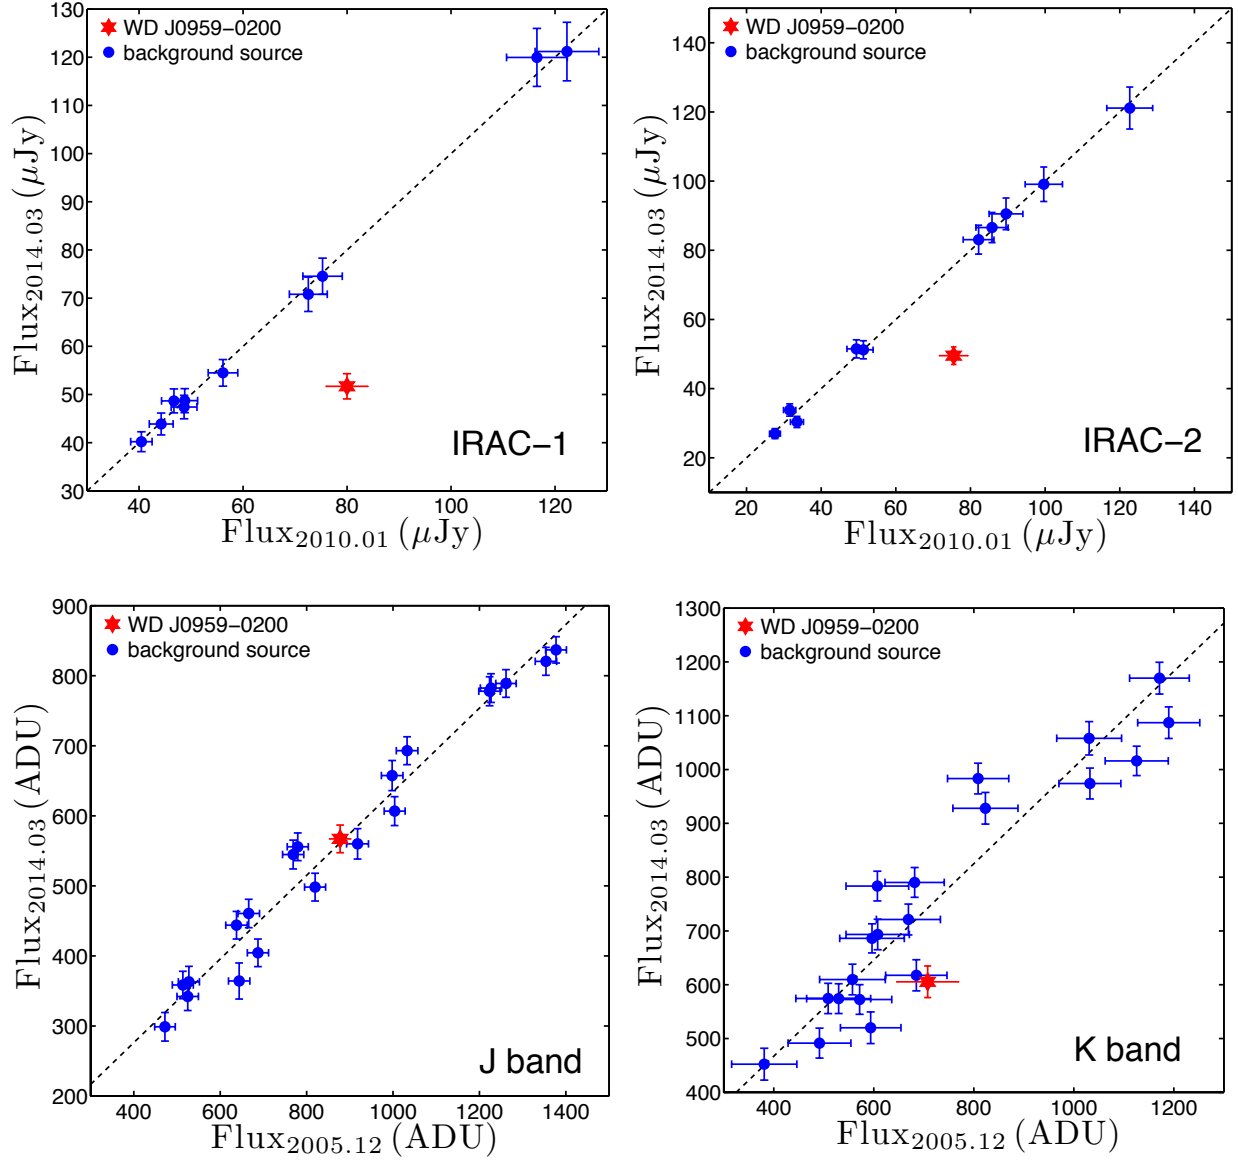 WD J0959−0200
background source
130
120
110
100
90
80
70
60
50
40
30
40
60
80
100
120
Flux2014.03 (μJy)
Flux2010.01 (μJy)
IRAC−1
WD J0959−0200
background source
140
120
100
80
60
40
20
20
40
60
80
100
120
140
Flux2014.03 (μJy)
Flux2010.01 (μJy)
IRAC−2
WD J0959−0200
background source
900
800
700
600
500
400
300
200
400
600
800
1000
1200
1400
Flux2014.03 (ADU)
Flux2005.12 (ADU)
J band
WD J0959−0200
background source
1300
1200
1100
1000
900
800
700
600
500
400
400
600
800
1000
1200
Flux2014.03 (ADU)
Flux2005.12 (ADU)
K band